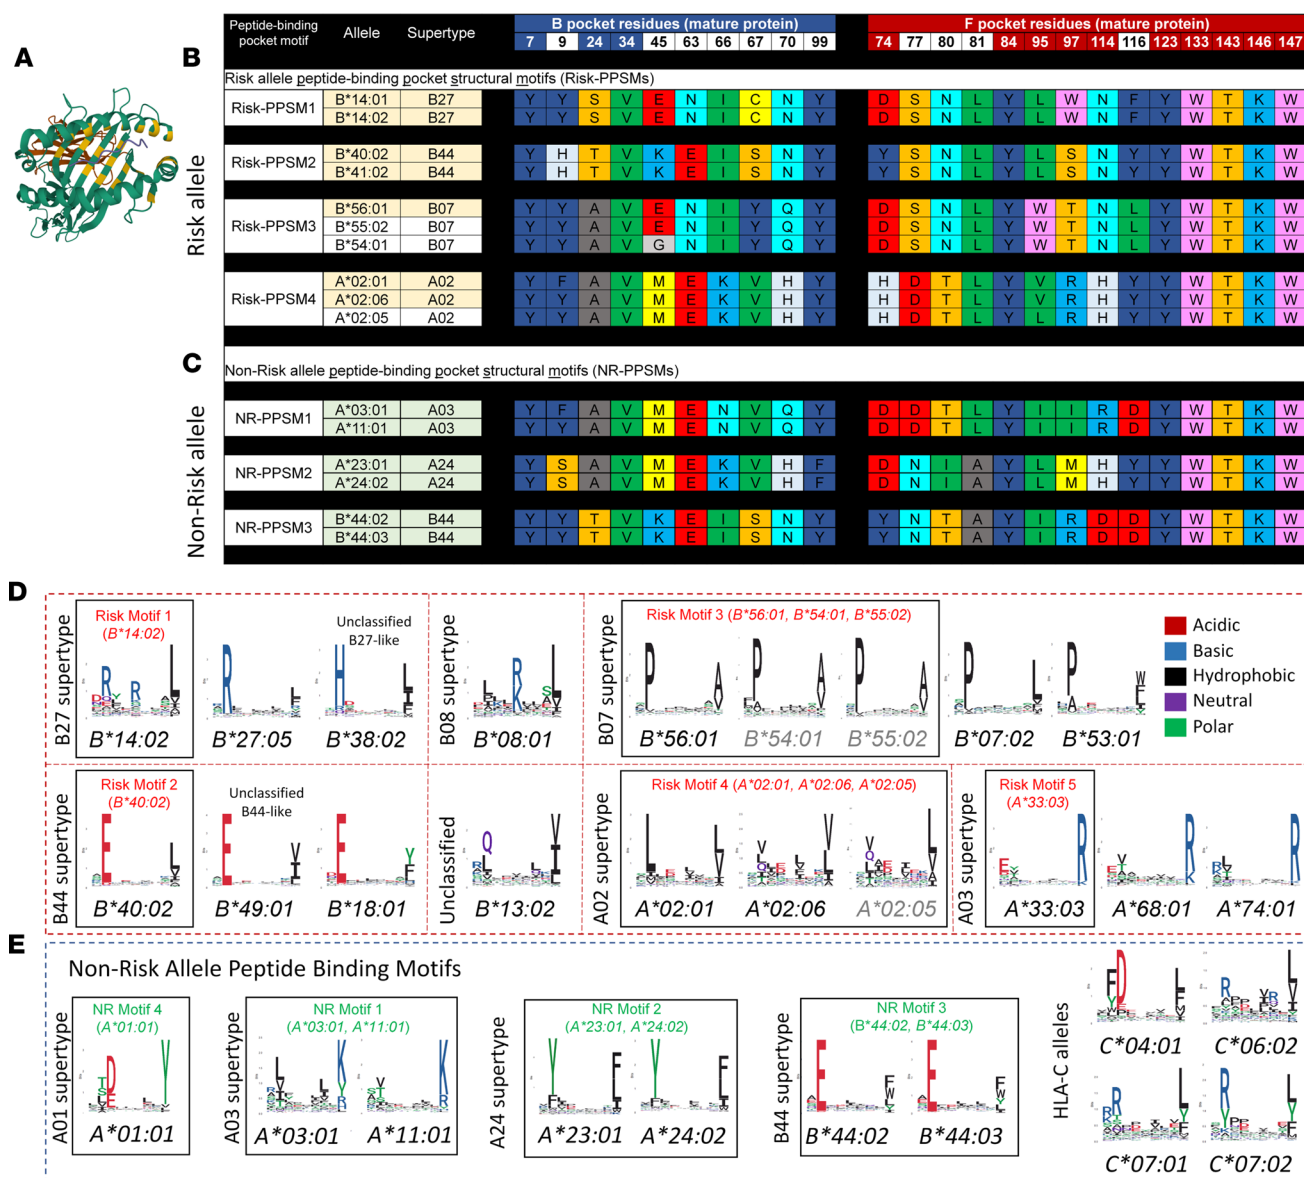 A
B
Peptide-binding pocket motif Allele Supertype B pocket residues (mature protein) F pocket residues (mature protein)
7 9 24 34 45 63 66 67 70 99 74 77 80 81 84 95 97 114 116 123 133 143 146 147
Risk allele
Risk allele peptide-binding pocket structural motifs (Risk-PPSMs)
Risk-PPSM1
B*14:01 B27 Y Y S V E N I C N Y D S N L Y L W N F Y W T K W
B*14:02 B27 Y Y S V E N I C N Y D S N L Y L W N F Y W T K W
Risk-PPSM2
B*40:02 B44 Y H T V K E I S N Y Y S N L Y L S N Y Y W T K W
B*41:02 B44 Y H T V K E I S N Y Y S N L Y L S N Y Y W T K W
Risk-PPSM3
B*56:01 B07 Y Y A V E N I Y Q Y D S N L Y W T N L Y W T K W
B*55:02 B07 Y Y A V E N I Y Q Y D S N L Y W T N L Y W T K W
B*54:01 B07 Y Y A V G N I Y Q Y D S N L Y W T N L Y W T K W
Risk-PPSM4
A*02:01 A02 Y F A V M E K V H Y H D T L Y V R H Y Y W T K W
A*02:06 A02 Y Y A V M E K V H Y H D T L Y V R H Y Y W T K W
A*02:05 A02 Y Y A V M E K V H Y H D T L Y L R H Y Y W T K W
C
Non-Risk allele
Non-Risk allele peptide-binding pocket structural motifs (NR-PPSMs)
NR-PPSM1
A*03:01 A03 Y F A V M E N V Q Y D D T L Y I I R D Y W T K W
A*11:01 A03 Y Y A V M E N V Q Y D D T L Y I I R D Y W T K W
NR-PPSM2
A*23:01 A24 Y S A V M E K V H F D N I A Y L M H Y Y W T K W
A*24:02 A24 Y S A V M E K V H F D N I A Y L M H Y Y W T K W
NR-PPSM3
B*44:02 B44 Y Y T V K E I S N Y Y N T A Y I R D D Y W T K W
B*44:03 B44 Y Y T V K E I S N Y Y N T A Y I R D D Y W T K W
D
B27 supertype
Risk Motif 1
(B*14:02)
Unclassified
B27-like
B*14:02 B*27:05 B*38:02
B08 supertype
B*08:01
B07 supertype
Risk Motif 3 (B*56:01, B*54:01, B*55:02)
B*56:01 B*54:01 B*55:02 B*07:02 B*53:01
Acidic
Basic
Hydrophobic
Neutral
Polar
B44 supertype
Risk Motif 2
(B*40:02)
Unclassified
B44-like
B*40:02 B*49:01 B*18:01
Unclassified
B*13:02
A02 supertype
Risk Motif 4 (A*02:01, A*02:06, A*02:05)
A*02:01 A*02:06 A*02:05
A03 supertype
Risk Motif 5
(A*33:03)
A*33:03 A*68:01 A*74:01
E
Non-Risk Allele Peptide Binding Motifs
A01 supertype
NR Motif 4
(A*01:01)
A*01:01
A03 supertype
NR Motif 1
(A*03:01, A*11:01)
A*03:01 A*11:01
A24 supertype
NR Motif 2
(A*23:01, A*24:02)
A*23:01 A*24:02
B44 supertype
NR Motif 3
(B*44:02, B*44:03)
B*44:02 B*44:03
HLA-C alleles
C*04:01 C*06:02
C*07:01 C*07:02